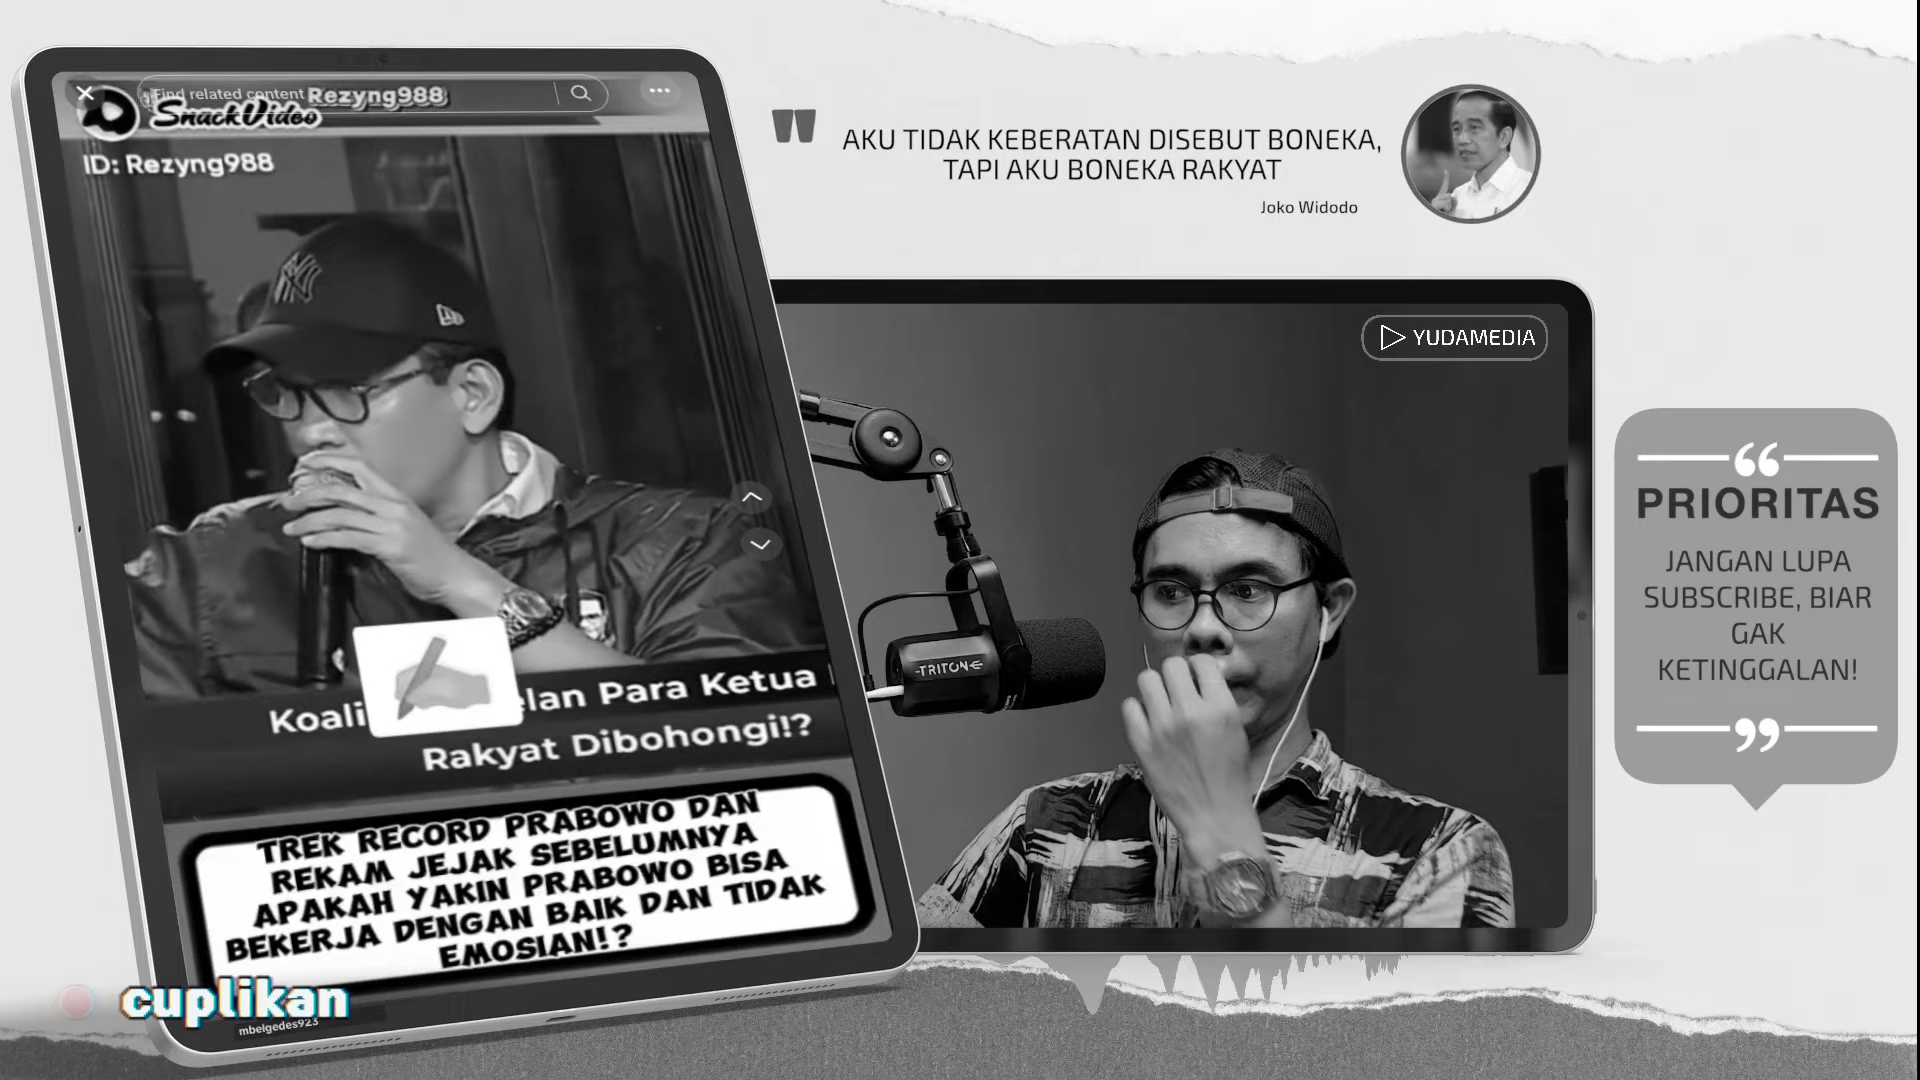 Find related content
Rezyng988
SnackVideo
ID: Rezyng988
NY
Koali
elan Para Ketua
Rakyat Dibohongi!?
TREK RECORD PRABOWO DAN
REKAM JEJAK SEBELUMNYA
APAKAH YAKIN PRABOWO BISA
BEKERJA DENGAN BAIK DAN TIDAK
EMOSIAN!?
cuplikan
mbelgedes923
" AKU TIDAK KEBERATAN DISEBUT BONEKA,
TAPI AKU BONEKA RAKYAT
Joko Widodo
YUDAMEDIA
TRITON
“
PRIORITAS
JANGAN LUPA
SUBSCRIBE, BIAR
GAK
KETINGGALAN!
”